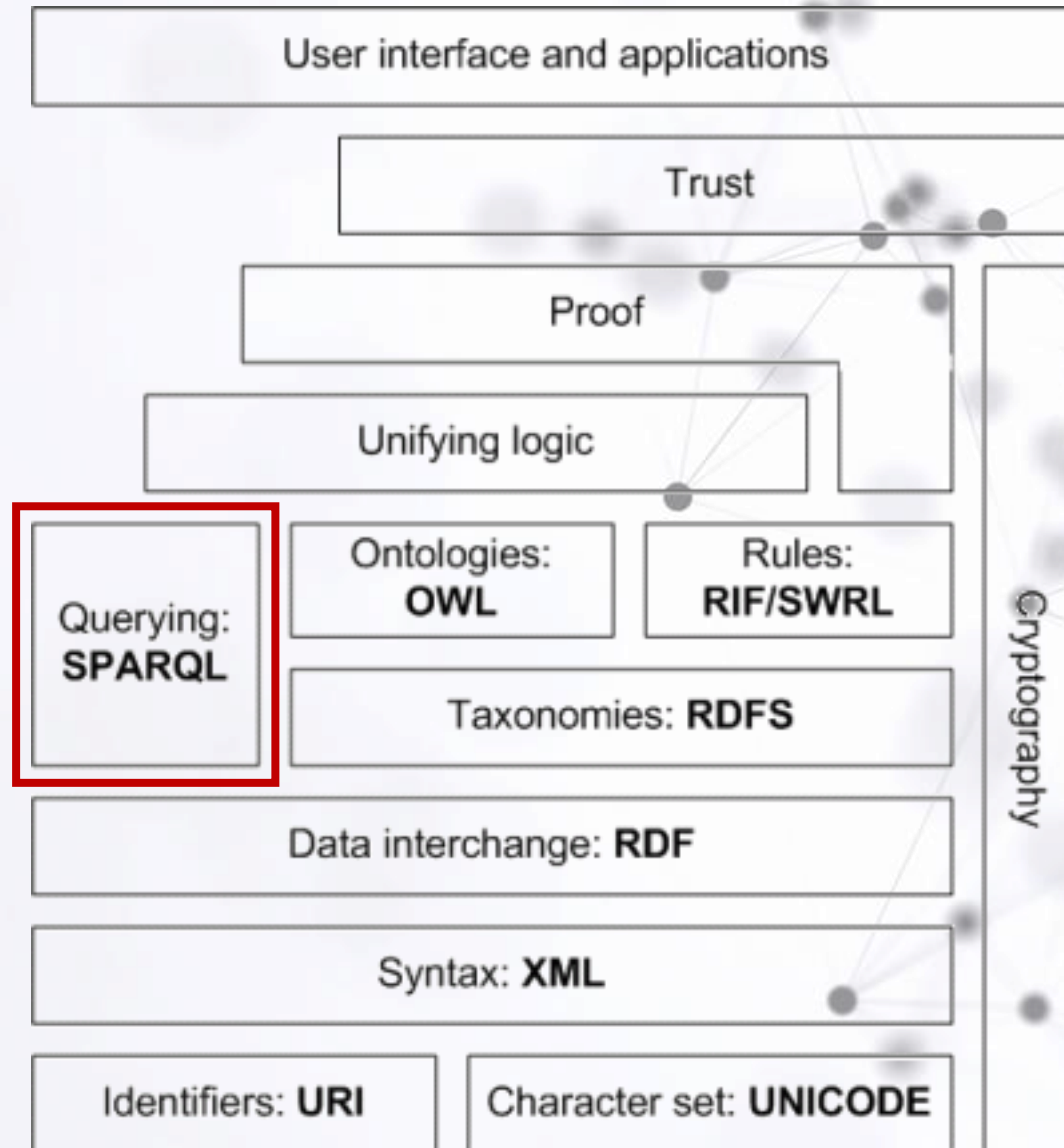 User interface and applications
Trust
Proof
Unifying logic
Querying:
SPARQL
Ontologies:
OWL
Rules:
RIF/SWRL
Taxonomies: RDFS
Cryptography
Data interchange: RDF
Syntax: XML
Identifiers: URI
Character set: UNICODE